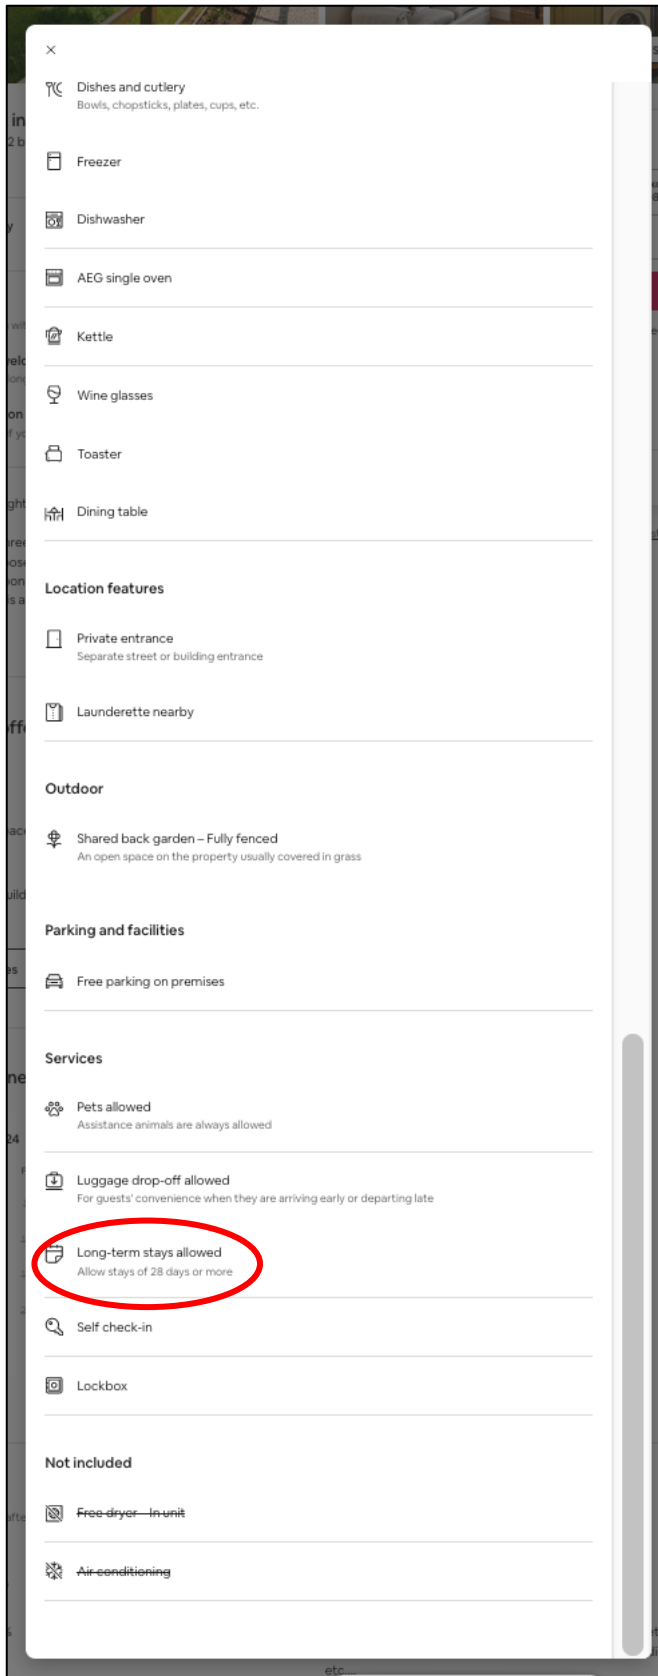 Dishes and cutlery
Bowls, chopsticks, plates, cups, etc.
Freezer
Dishwasher
AEG single oven
Kettle
Wine glasses
Toaster
Dining table
Location features
Private entrance
Separate street or building entrance
Launderette nearby
Outdoor
Shared back garden – Fully fenced
An open space on the property usually covered in grass
Parking and facilities
Free parking on premises
Services
Pets allowed
Assistance animals are always allowed
Luggage drop-off allowed
For guests' convenience when they are arriving early or departing late
Long-term stays allowed
Allow stays of 28 days or more
Self check-in
Lockbox
Not included
Free dryer – In unit
Air conditioning
etc....